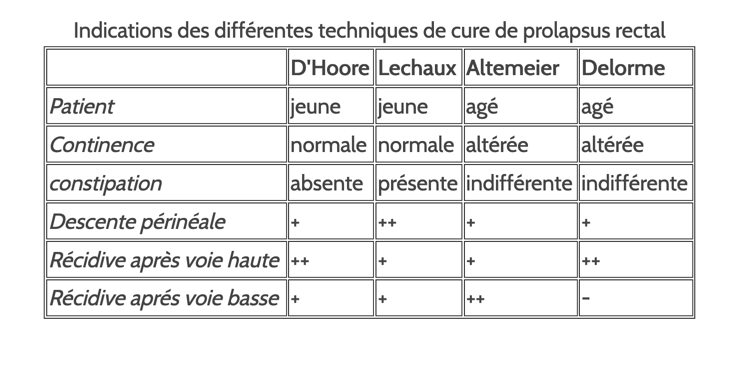 Indications des différentes techniques de cure de prolapsus rectal
D'Hoore Lechaux Altemeier Delorme
Patient jeune jeune agé agé
Continence normale normale altérée altérée
constipation absente présente indifférente indifférente
Descente périnéale + ++ + +
Récidive après voie haute ++ + + ++
Récidive aprés voie basse + + ++ –